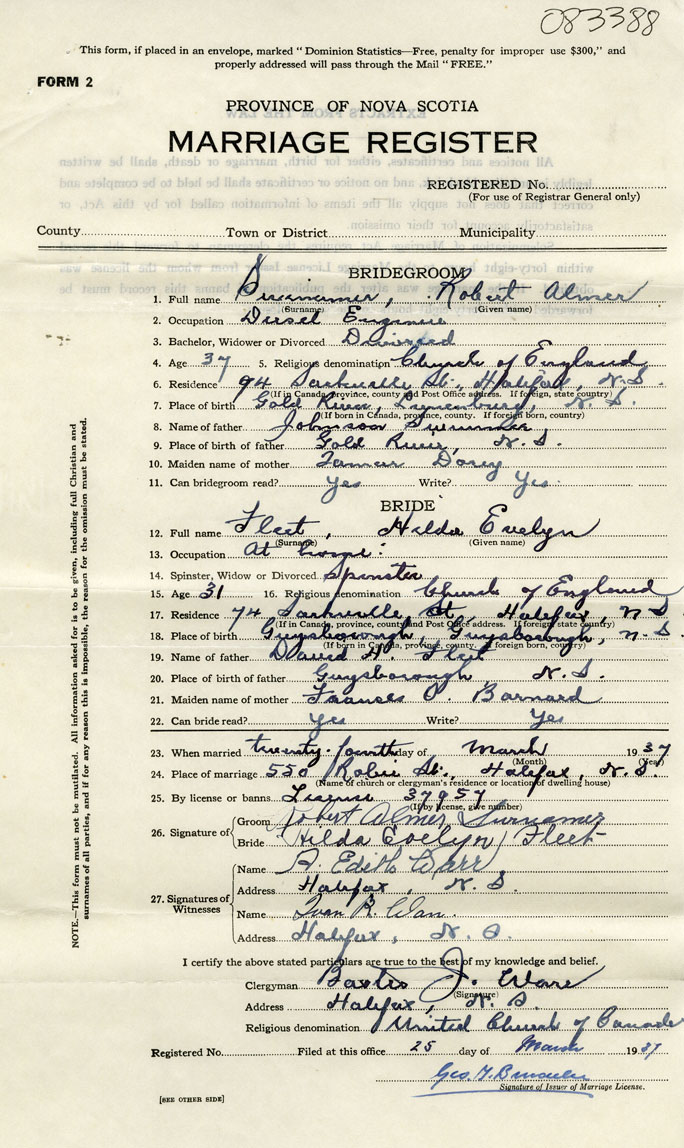 083388
This form, if placed in an envelope, marked "Dominion Statistics—Free, penalty for improper use $300," and
properly addressed will pass through the Mail "FREE."
FORM 2
PROVINCE OF NOVA SCOTIA
MARRIAGE REGISTER
REGISTERED No.
(For use of Registrar General only)
County Town or District Municipality
BRIDEGROOM
1. Full name Swinamer, Robert Almer
(Surname) (Given name)
2. Occupation Diesel
3. Bachelor, Widower or Divorced Divorced
4. Age 37 5. Religious denomination Church of England
6. Residence 94 Sackville St., Halifax, N.S.
(If in Canada, province, county and Post Office address. If foreign, state country)
7. Place of birth Gold River, Lunenburg, N.S.
(If born in Canada, province, county. If foreign born, country)
8. Name of father Johnson Swinamer
9. Place of birth of father Gold River, N.S.
10. Maiden name of mother Tamar Dorey
11. Can bridegroom read? Yes Write? Yes
BRIDE
12. Full name Fleet, Hilda Evelyn
(Surname) (Given name)
13. Occupation At home.
14. Spinster, Widow or Divorced Spinster
15. Age 31 16. Religious denomination Church of England
17. Residence 74 Sackville St, Halifax, N S
(If in Canada, province, county and Post Office address. If foreign state country)
18. Place of birth Guysborough, Guysborough, N.S.
(If born in Canada, province, county. If foreign born, country)
19. Name of father David H. Fleet
20. Place of birth of father Guysborough N.S.
21. Maiden name of mother Frances O. Barnard
22. Can bride read? Yes Write? Yes
23. When married twenty-fourth day of March 1937
(Month) (Year)
24. Place of marriage 550 Robie St., Halifax, N.S.
(Name of church or clergyman's residence or location of dwelling house)
25. By license or banns License 37957
(If by license, give number)
26. Signature of
Groom Robert Almer Swinamer
Bride Hilda Evelyn Fleet
27. Signatures of Witnesses
Name A. Edith Warr
Address Halifax, N.S.
Name Ivan R.
Address Halifax, N.S.
I certify the above stated particulars are true to the best of my knowledge and belief.
Clergyman J. Ware
(Signature)
Address Halifax, N.S.
Religious denomination United Church of Canada
Registered No. Filed at this office 25 day of March 1937
Geo.
Signature of Issuer of Marriage License.
[SEE OTHER SIDE]
NOTE.—This form must not be mutilated. All information asked for is to be given, including full Christian and
surnames of all parties, and if for any reason this is impossible, the reason for the omission must be stated.